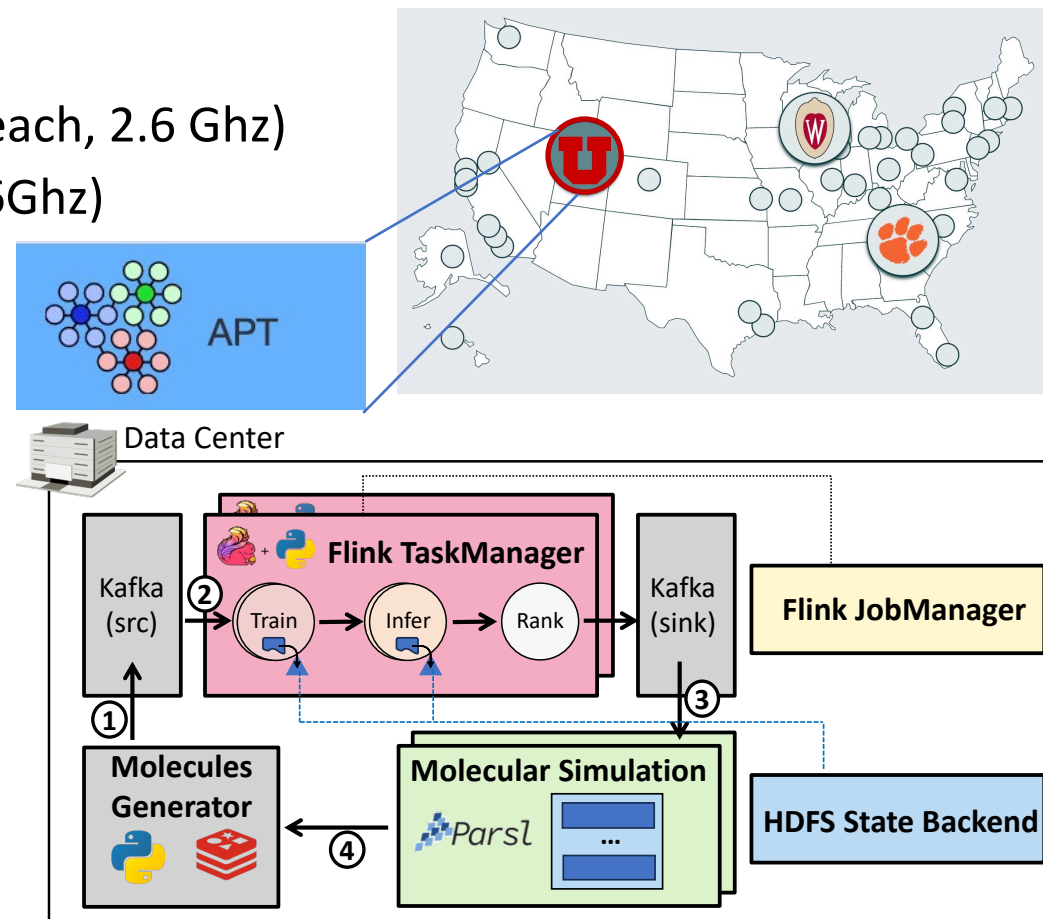 each, 2.6 Ghz)
6Ghz)
U
W
APT
Data Center
Kafka
(src)
2
+
Flink TaskManager
Train
Infer
Rank
Kafka
(sink)
Flink JobManager
1
3
Molecules
Generator
4
Molecular Simulation
Parsl
...
HDFS State Backend